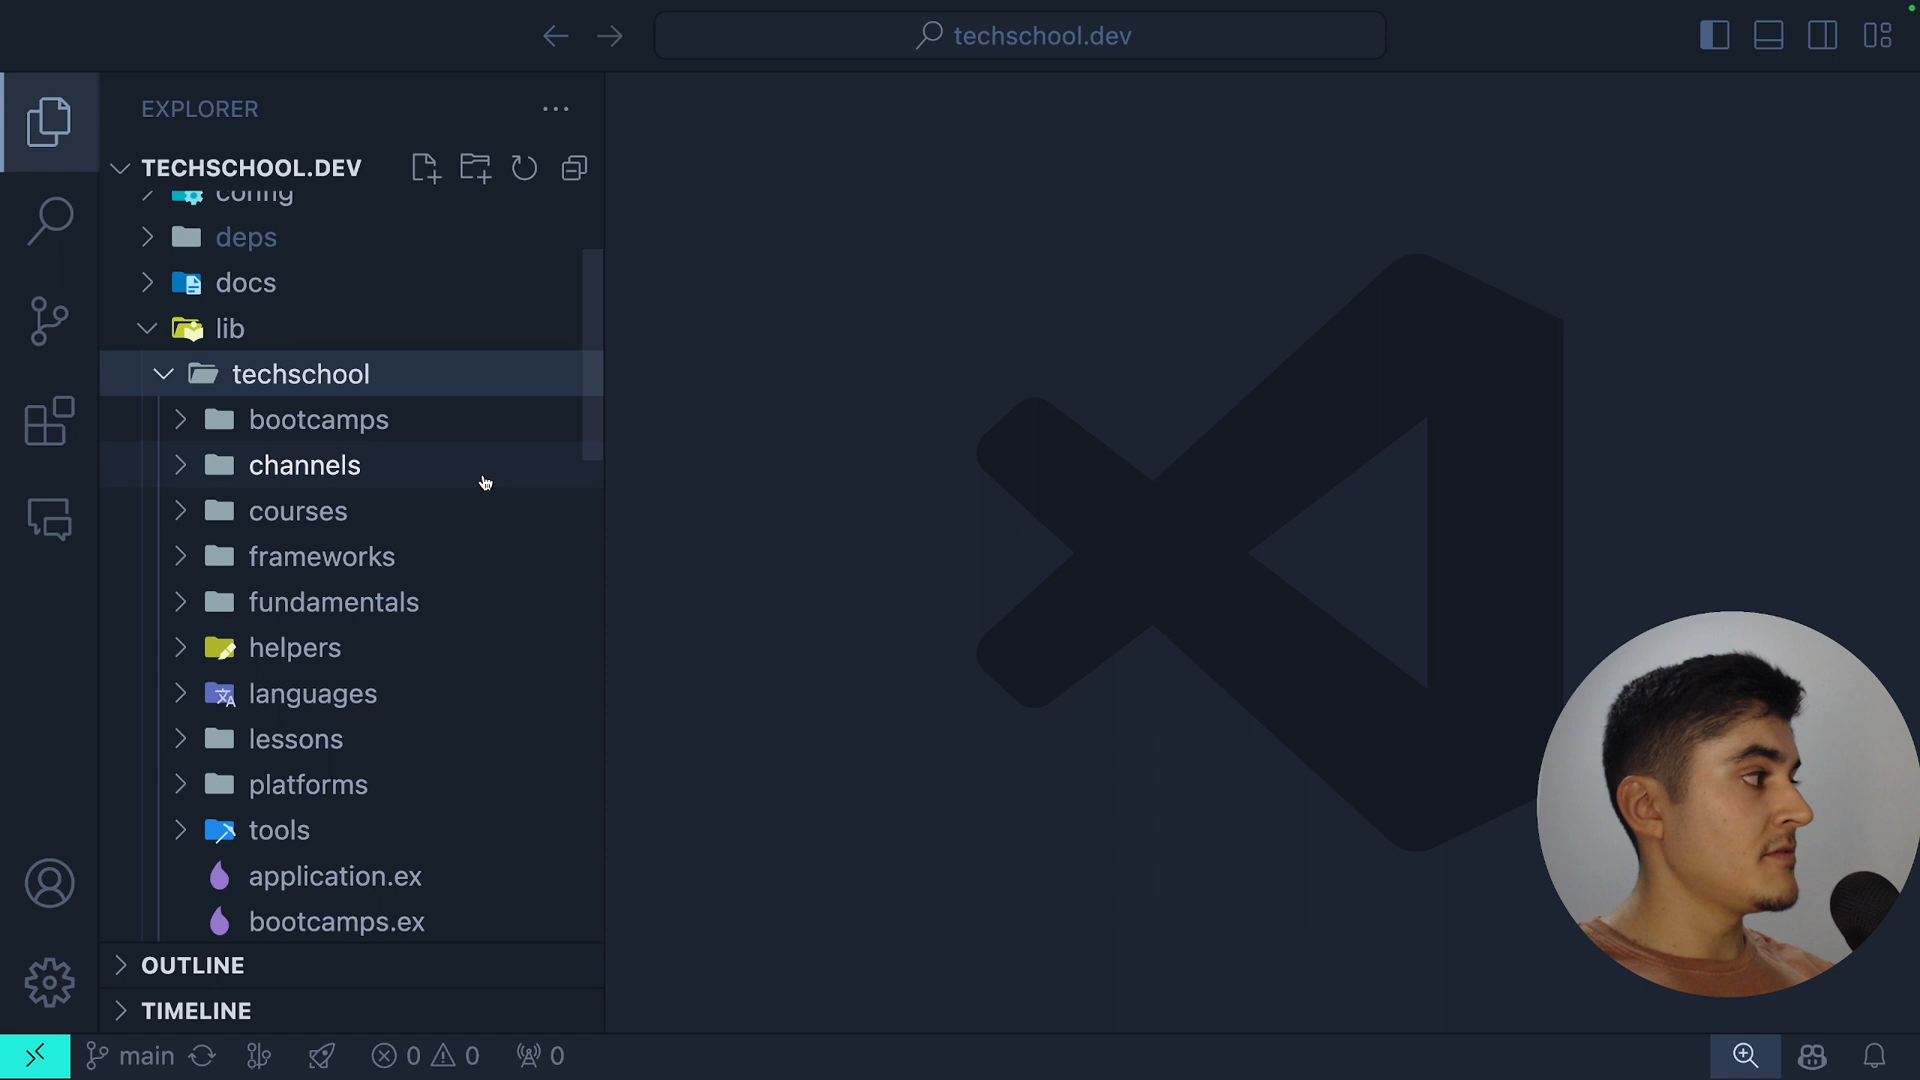 techschool.dev
EXPLORER
TECHSCHOOL.DEV
config
deps
docs
lib
techschool
bootcamps
channels
courses
frameworks
fundamentals
helpers
languages
lessons
platforms
tools
application.ex
bootcamps.ex
OUTLINE
TIMELINE
main 0 0 0